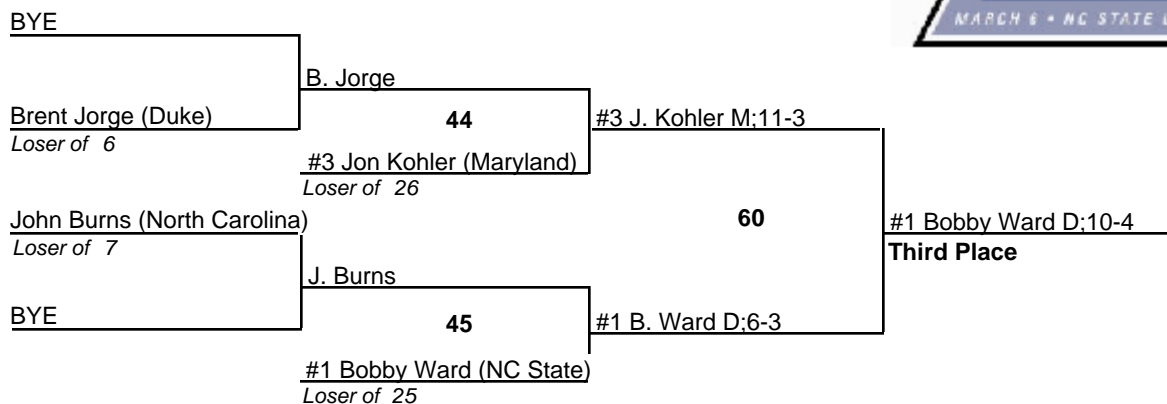 MARCH 6 • NC STATE
BYE
B. Jorge
Brent Jorge (Duke)
44
#3 J. Kohler M;11-3
Loser of 6
#3 Jon Kohler (Maryland)
Loser of 26
John Burns (North Carolina)
60
#1 Bobby Ward D;10-4
Loser of 7
Third Place
J. Burns
BYE
45
#1 B. Ward D;6-3
#1 Bobby Ward (NC State)
Loser of 25